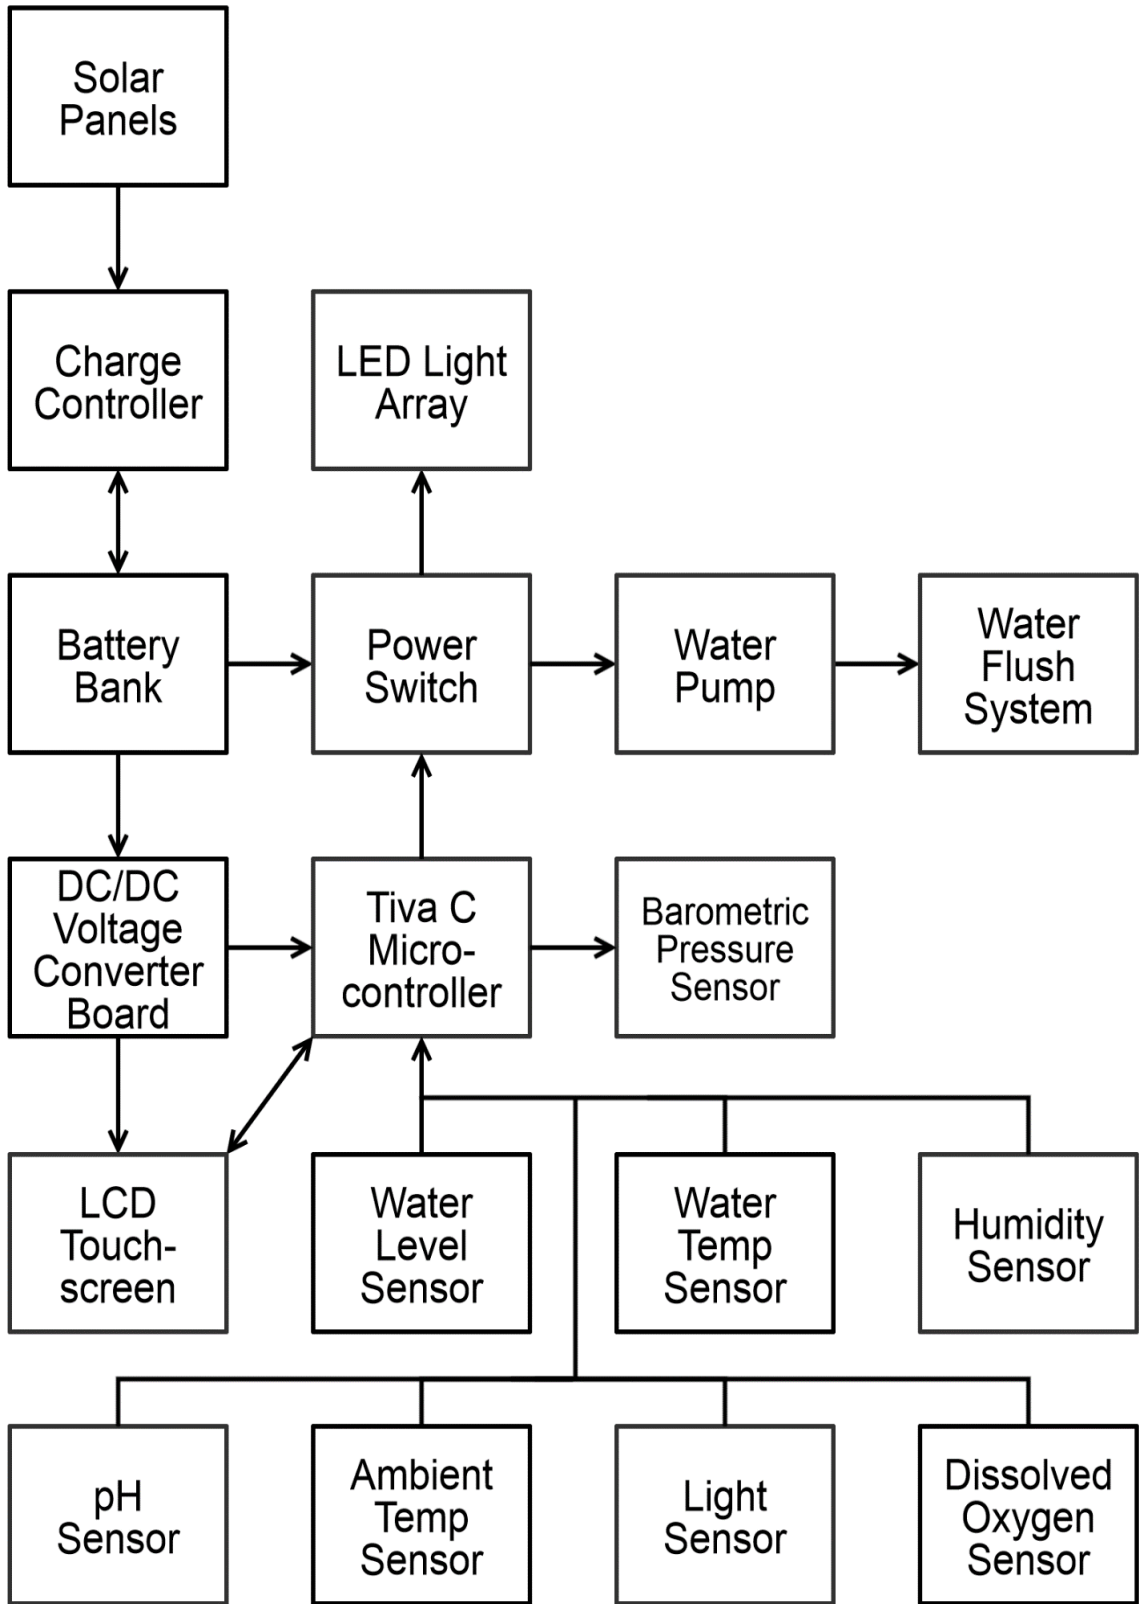 Solar
Panels
Charge
Controller
LED Light
Array
Battery
Bank
Power
Switch
Water
Pump
Water
Flush
System
DC/DC
Voltage
Converter
Board
Tiva C
Micro-
controller
Barometric
Pressure
Sensor
LCD
Touch-
screen
Water
Level
Sensor
Water
Temp
Sensor
Humidity
Sensor
pH
Sensor
Ambient
Temp
Sensor
Light
Sensor
Dissolved
Oxygen
Sensor